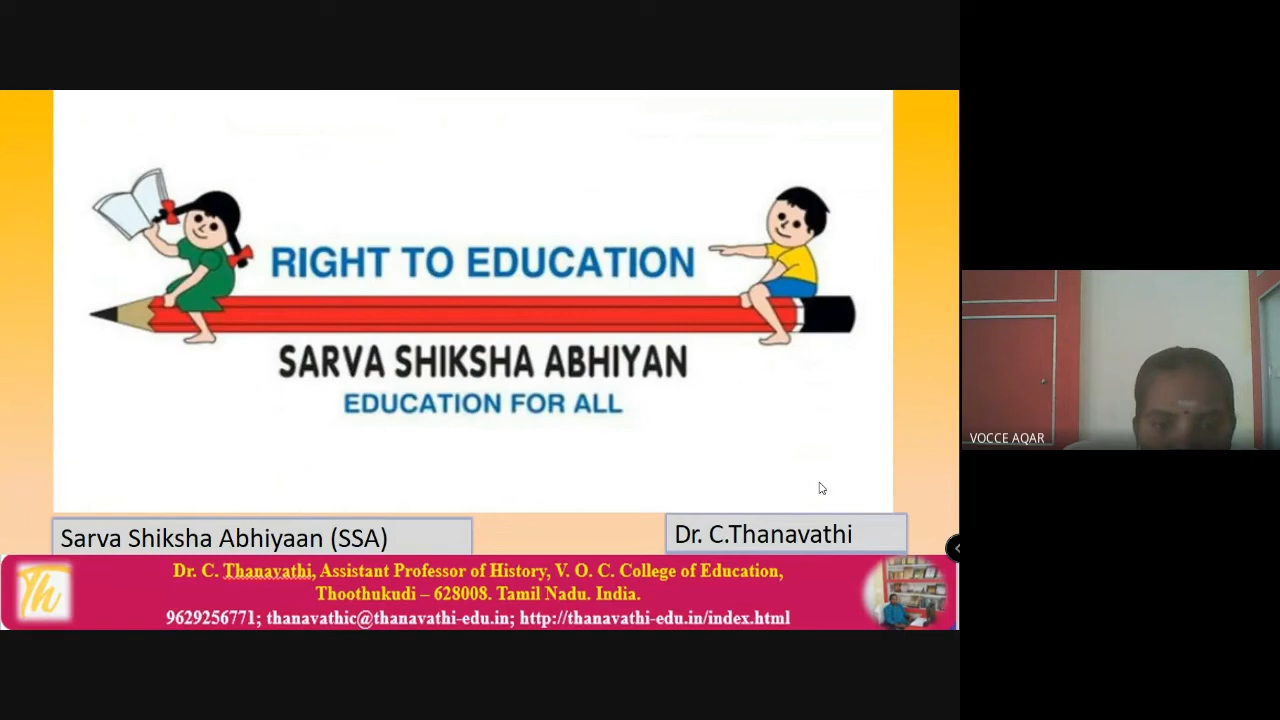 RIGHT TO EDUCATION
SARVA SHIKSHA ABHIYAN
EDUCATION FOR ALL
VOCCE AQAR
Sarva Shiksha Abhiyaan (SSA)
Dr. C.Thanavathi
Th
Dr. C. Thanavathi, Assistant Professor of History, V. O. C. College of Education,
Thoothukudi – 628008. Tamil Nadu. India.
9629256771; thanavathic@thanavathi-edu.in; http://thanavathi-edu.in/index.html